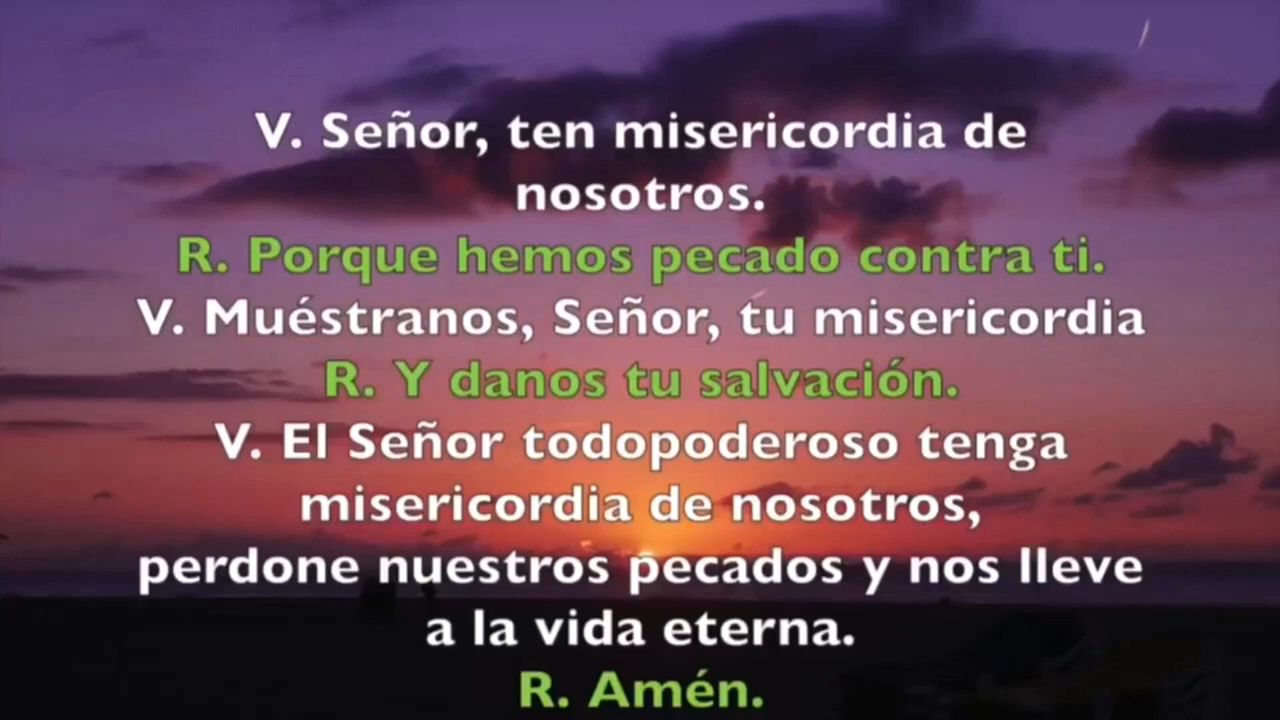 V. Señor, ten misericordia de
nosotros.
R. Porque hemos pecado contra ti.
V. Muéstranos, Señor, tu misericordia
R. Y danos tu salvación.
V. El Señor todopoderoso tenga
misericordia de nosotros,
perdone nuestros pecados y nos lleve
a la vida eterna.
R. Amén.